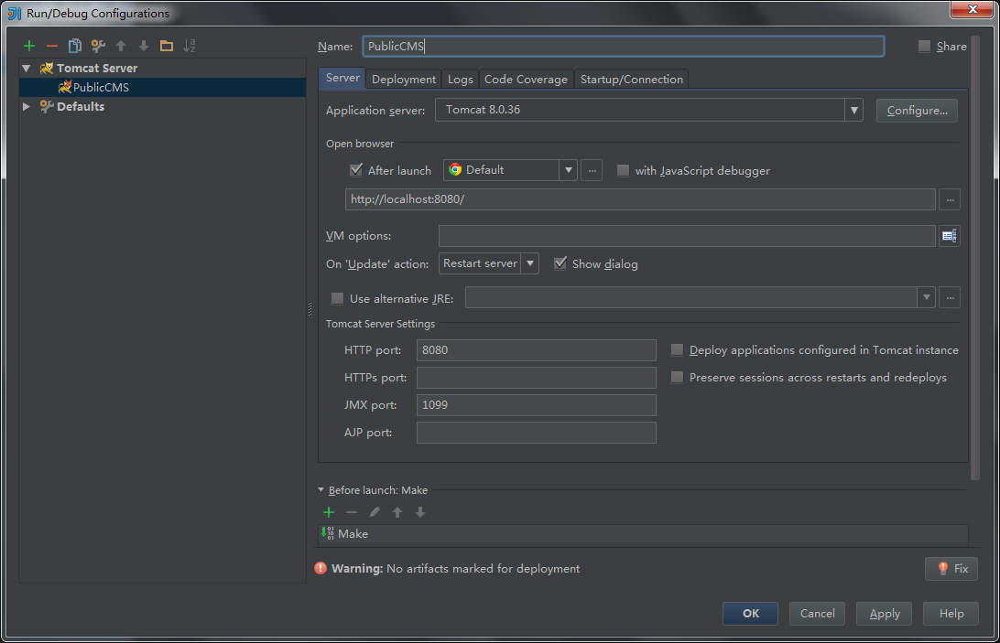 Run/Debug Configurations
Name: PublicCMS Share
Tomcat Server
PublicCMS
Defaults
Server Deployment Logs Code Coverage Startup/Connection
Application server: Tomcat 8.0.36 Configure...
Open browser
After launch Default ... with JavaScript debugger
http://localhost:8080/ ...
VM options:
On 'Update' action: Restart server Show dialog
Use alternative JRE: ...
Tomcat Server Settings
HTTP port: 8080 Deploy applications configured in Tomcat instance
HTTPs port: Preserve sessions across restarts and redeploys
JMX port: 1099
AJP port:
Before launch: Make
Make
Warning: No artifacts marked for deployment Fix
OK Cancel Apply Help